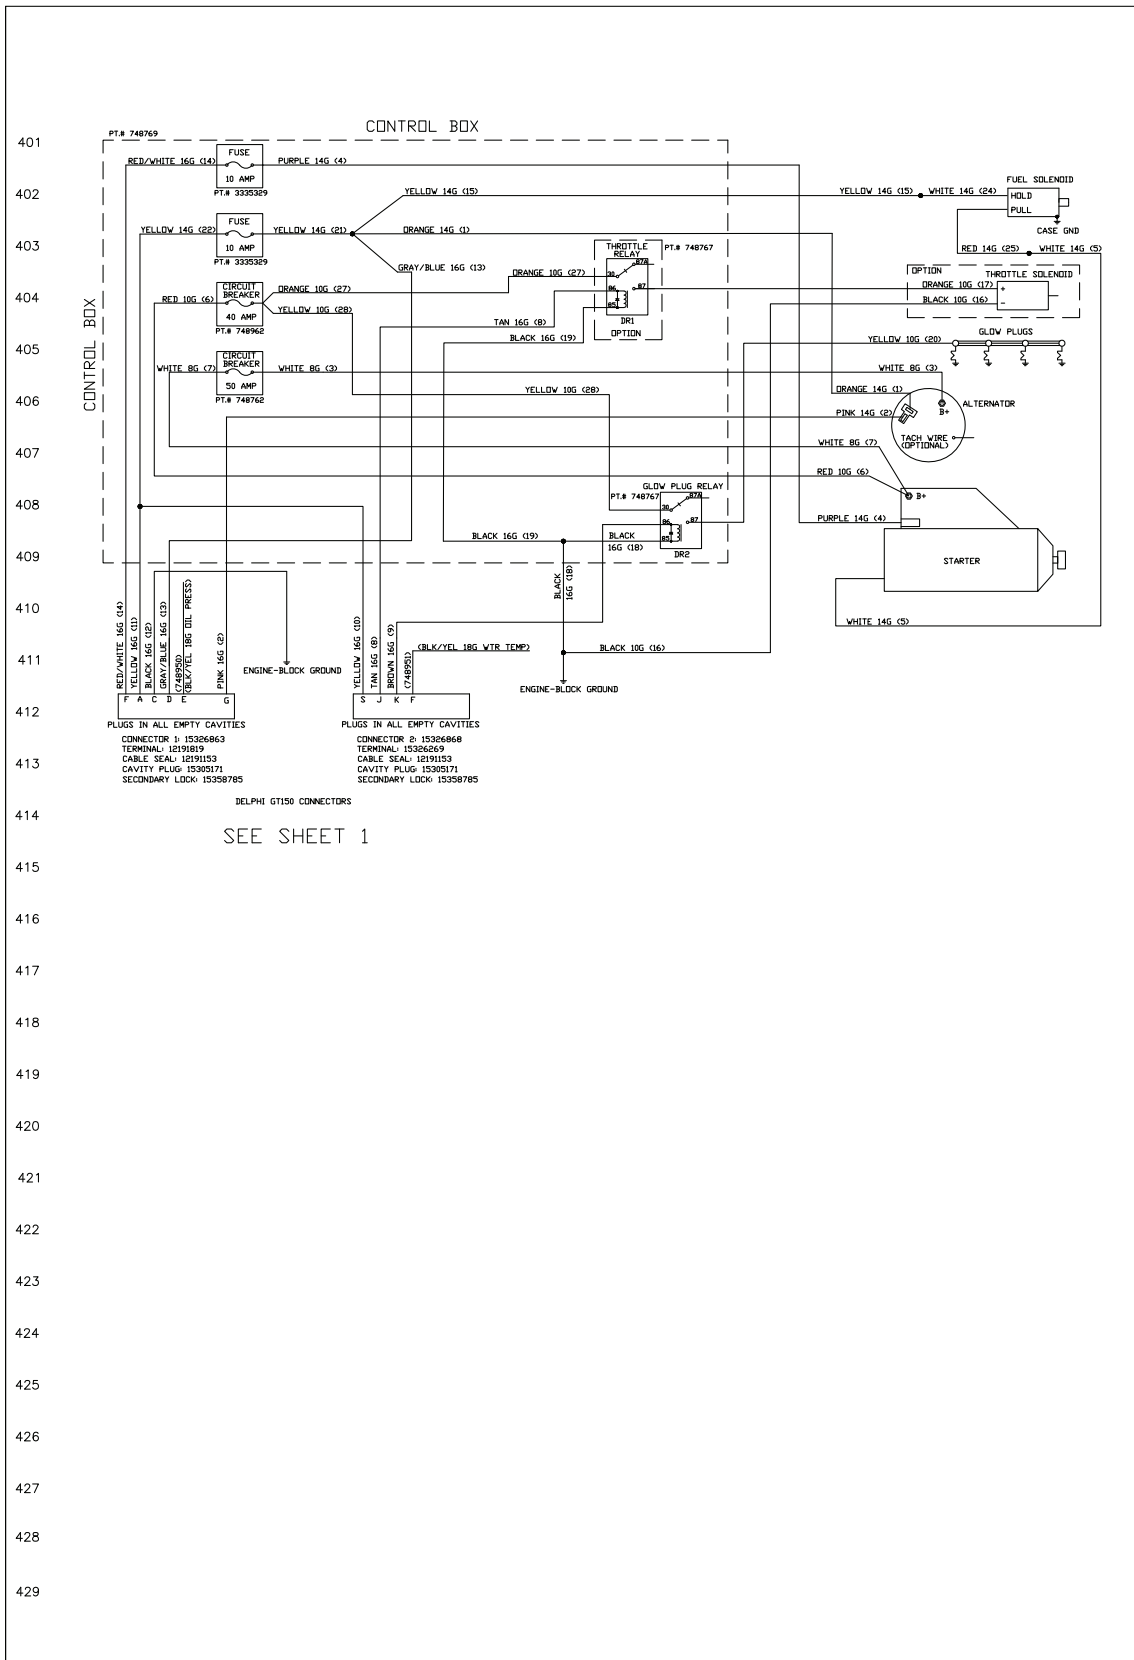 CONTROL BOX
PT.# 748769
401
FUSE
RED/WHITE 16G (14)
PURPLE 14G (4)
10 AMP
PT.# 3335329
FUEL SOLENOID
402
YELLOW 14G (15)
YELLOW 14G (15)
WHITE 14G (24)
HOLD
PULL
CASE GND
FUSE
YELLOW 14G (22)
YELLOW 14G (21)
ORANGE 14G (1)
10 AMP
PT.# 3335329
403
THROTTLE
RELAY
PT.# 748767
RED 14G (25)
WHITE 14G (5)
GRAY/BLUE 16G (13)
ORANGE 10G (27)
30
87A
86
87
85
DR1
OPTION
OPTION
THROTTLE SOLENOID
ORANGE 10G (17)
+
BLACK 10G (16)
-
CIRCUIT
BREAKER
ORANGE 10G (27)
404
RED 10G (6)
YELLOW 10G (28)
40 AMP
PT.# 748962
TAN 16G (8)
BLACK 16G (19)
CONTROL BOX
405
YELLOW 10G (20)
GLOW PLUGS
CIRCUIT
BREAKER
WHITE 8G (7)
WHITE 8G (3)
WHITE 8G (3)
50 AMP
PT.# 748762
406
YELLOW 10G (28)
ORANGE 14G (1)
B+
ALTERNATOR
PINK 14G (2)
TACH WIRE
(OPTIONAL)
407
WHITE 8G (7)
RED 10G (6)
GLOW PLUG RELAY
PT.# 748767
408
30
87A
86
87
85
DR2
B+
PURPLE 14G (4)
BLACK 16G (19)
BLACK
16G (18)
409
STARTER
BLACK
16G (18)
410
WHITE 14G (5)
RED/WHITE 16G (14)
YELLOW 16G (11)
BLACK 16G (12)
GRAY/BLUE 16G (13)
(748950)
(BLK/YEL 18G OIL PRESS)
PINK 16G (2)
YELLOW 16G (10)
TAN 16G (8)
BROWN 16G (9)
(748951)
(BLK/YEL 18G WTR TEMP)
BLACK 10G (16)
411
ENGINE-BLOCK GROUND
ENGINE-BLOCK GROUND
F A C D E G
S J K F
412
PLUGS IN ALL EMPTY CAVITIES
PLUGS IN ALL EMPTY CAVITIES
CONNECTOR 1: 15326863
TERMINAL: 12191819
CABLE SEAL: 12191153
CAVITY PLUG: 15305171
SECONDARY LOCK: 15358785
CONNECTOR 2: 15326868
TERMINAL: 15326269
CABLE SEAL: 12191153
CAVITY PLUG: 15305171
SECONDARY LOCK: 15358785
413
DELPHI GT150 CONNECTORS
414
SEE SHEET 1
415
416
417
418
419
420
421
422
423
424
425
426
427
428
429